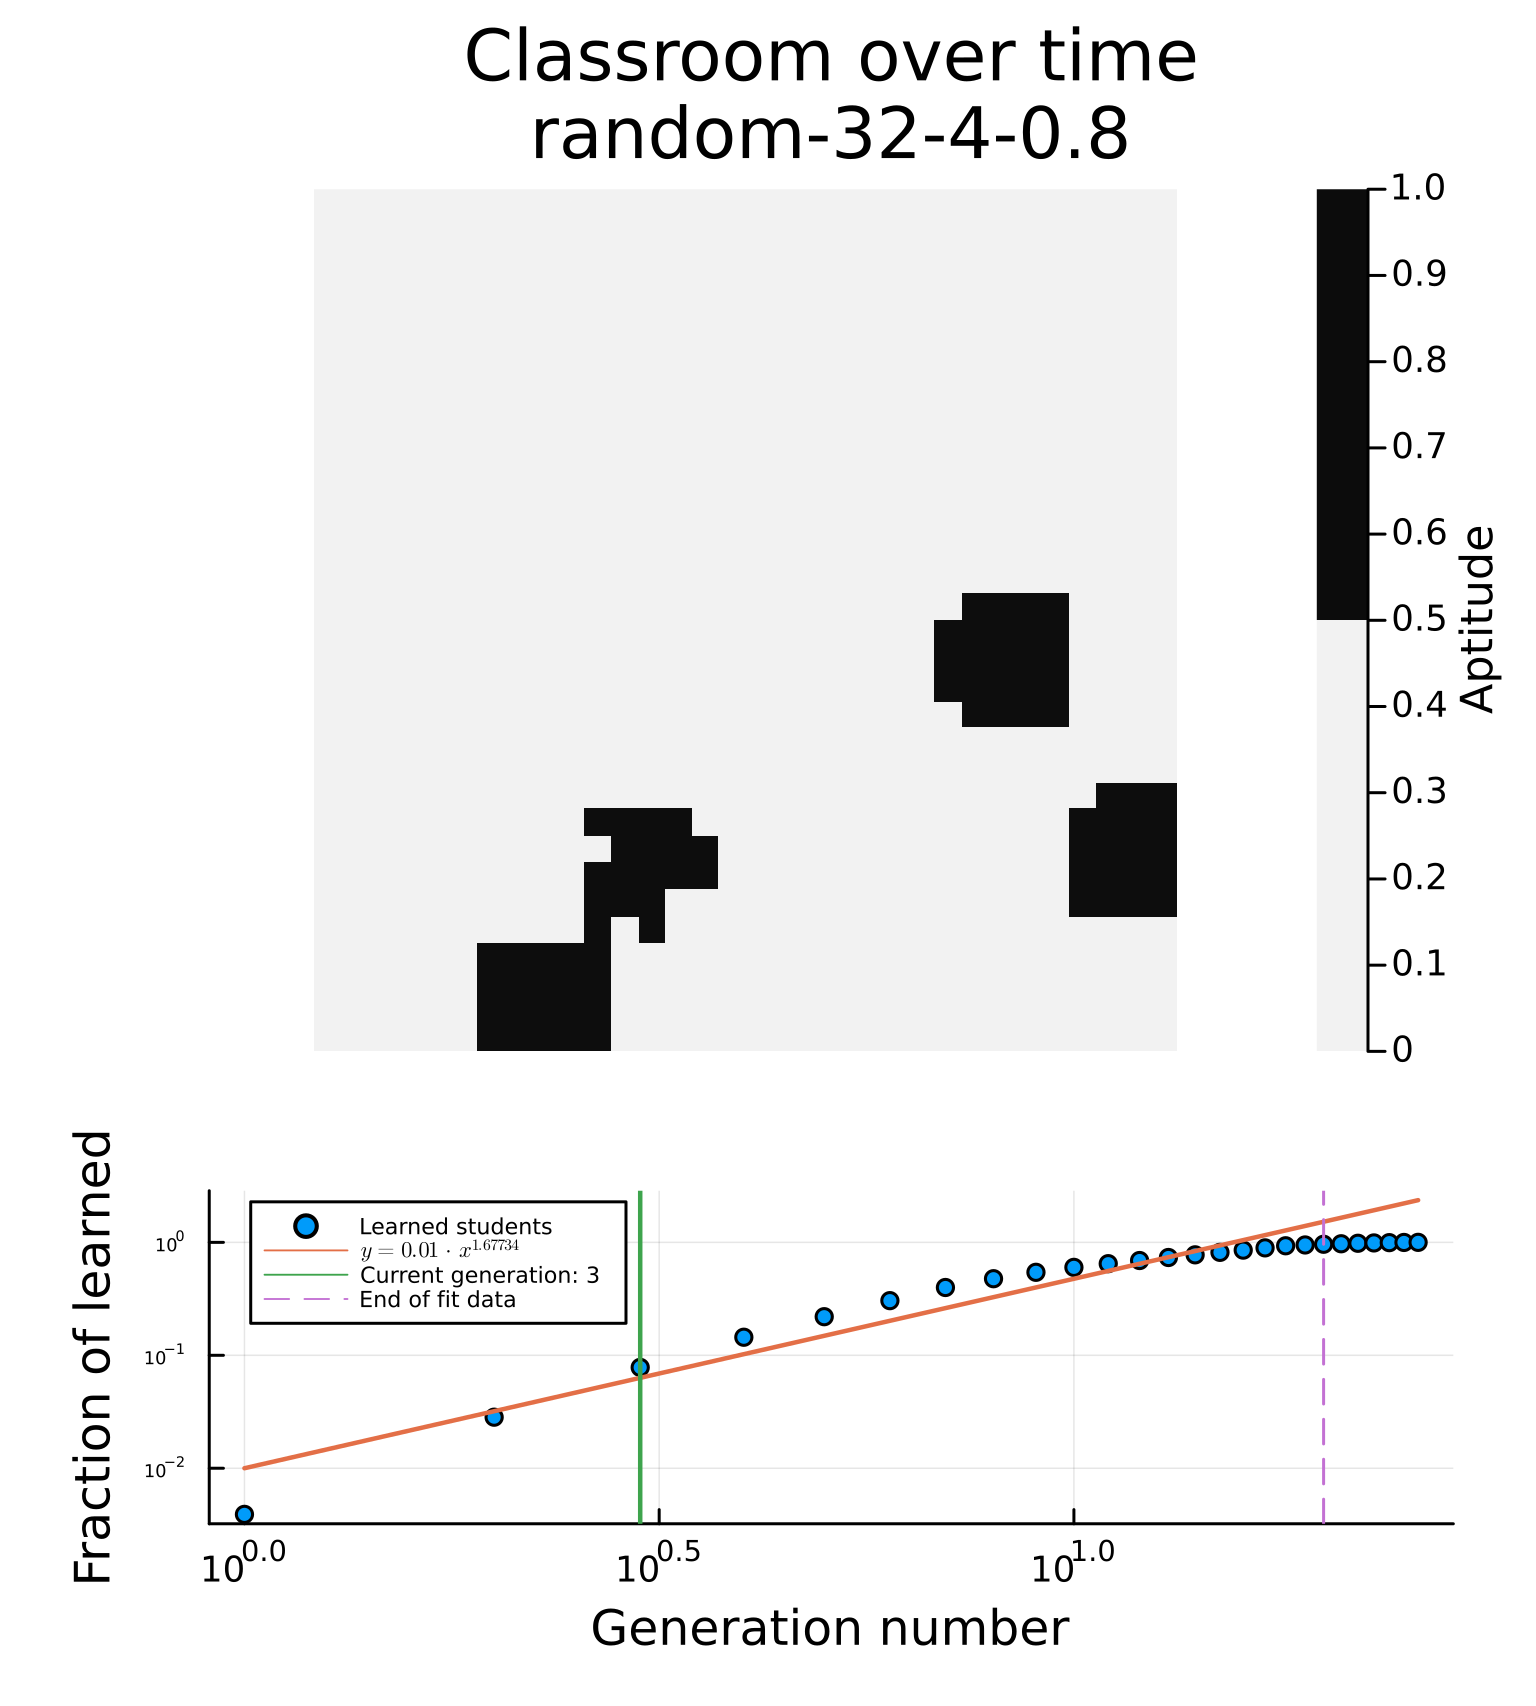 Classroom over time
random-32-4-0.8
1.0
0.9
0.8
0.7
0.6
0.5
0.4
0.3
0.2
0.1
0
Aptitude
Fraction of learned
10⁰
10⁻¹
10⁻²
Learned students
y = 0.01 · x^1.67734
Current generation: 3
End of fit data
10^0.0
10^0.5
10^1.0
Generation number